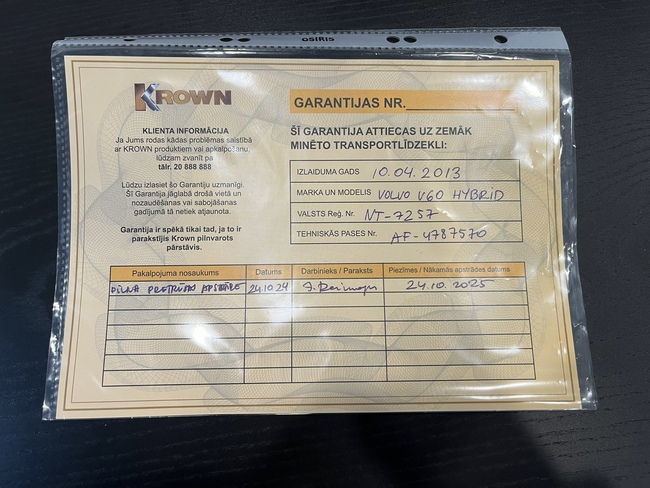 OSIRIS
KROWN
KLIENTA INFORMĀCIJA
Ja Jums rodas kādas problēmas saistībā
ar KROWN produktiem vai apkalpošanu,
lūdzam zvanīt pa
tālr. 20 888 888
Lūdzu izlasiet šo Garantiju uzmanīgi.
Šī Garantija jāglabā drošā vietā un
nozaudēšanas vai sabojāšanas
gadījumā tā netiek atjaunota.
Garantija ir spēkā tikai tad, ja to ir
parakstījis Krown pilnvarots
pārstāvis.
GARANTIJAS NR.
ŠĪ GARANTIJA ATTIECAS UZ ZEMĀK
MINĒTO TRANSPORTLĪDZEKLI:
IZLAIDUMA GADS 10.04.2013
MARKA UN MODELIS VOLVO V60 HYBRID
VALSTS Reģ. Nr. NT-7257
TEHNISKĀS PASES Nr. AF-4787570
Pakalpojuma nosaukums Datums Darbinieks / Paraksts Piezīmes / Nākamās apstrādes datums
PILNA PRETRŪSAS APSTRĀDE 24.10.24 24.10.2025